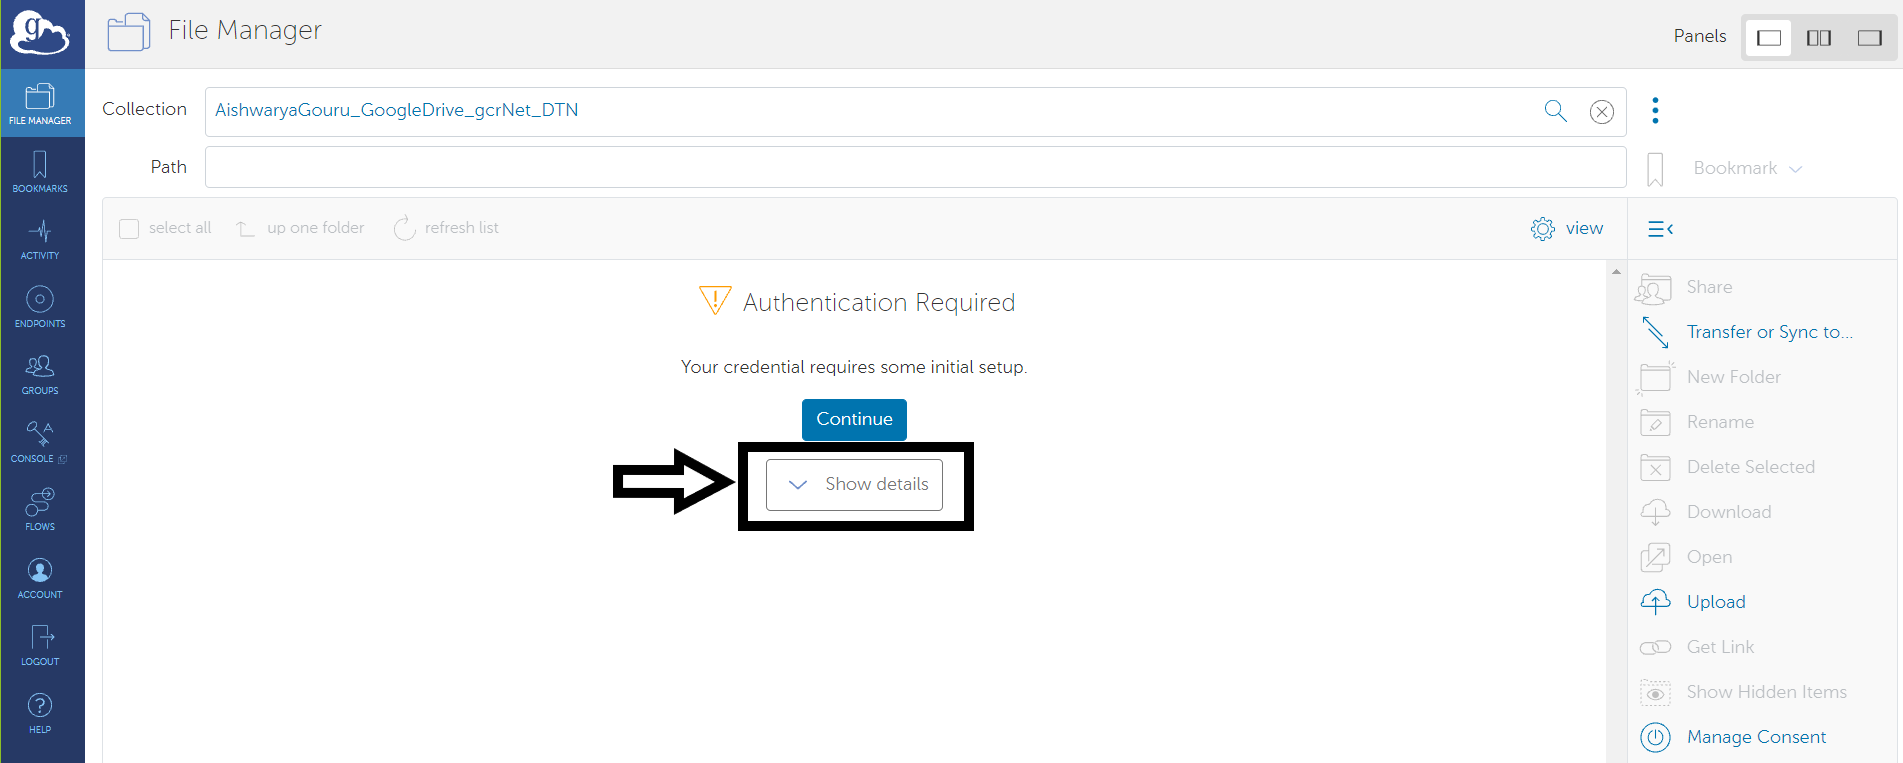 g
File Manager
Panels
FILE MANAGER
Collection
AishwaryaGouru_GoogleDrive_gcrNet_DTN
Path
Bookmark
BOOKMARKS
select all
up one folder
refresh list
view
ACTIVITY
Authentication Required
Your credential requires some initial setup.
Continue
Show details
Share
Transfer or Sync to...
New Folder
Rename
Delete Selected
Download
Open
Upload
Get Link
Show Hidden Items
Manage Consent
ENDPOINTS
GROUPS
CONSOLE
FLOWS
ACCOUNT
LOGOUT
HELP